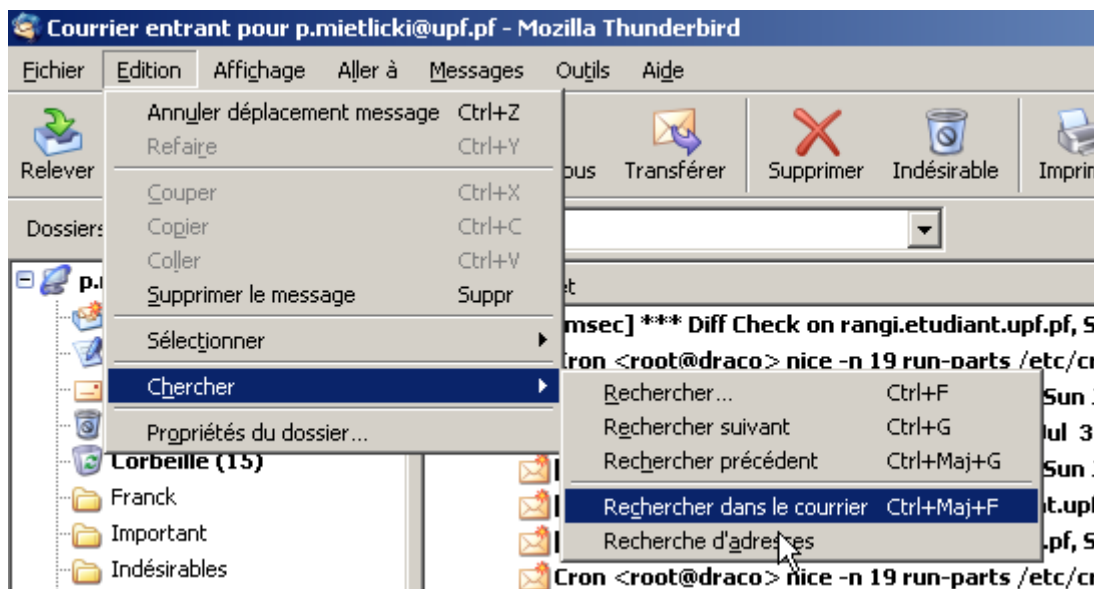 Courrier entrant pour p.mietlicki@upf.pf - Mozilla Thunderbird
Fichier Edition Affichage Aller à Messages Outils Aide
Relever Transférer Supprimer Indésirable
Annuler déplacement message Ctrl+Z
Refaire Ctrl+Y
Couper Ctrl+X
Copier Ctrl+C
Coller Ctrl+V
Supprimer le message Suppr
Sélectionner
Chercher
Propriétés du dossier...
Dossiers
msec] *** Diff Check on rangi.etudiant.upf.pf, S
Cron <root@draco> nice -n 19 run-parts /etc/cr
Rechercher... Ctrl+F
Rechercher suivant Ctrl+G
Rechercher précédent Ctrl+Maj+G
Rechercher dans le courrier Ctrl+Maj+F
Recherche d'adresses
Sun
Jul 3
Sun
t.upf
.pf, S
Corbeille (15)
Franck
Important
Indésirables
Cron <root@draco> nice -n 19 run-parts /etc/cr